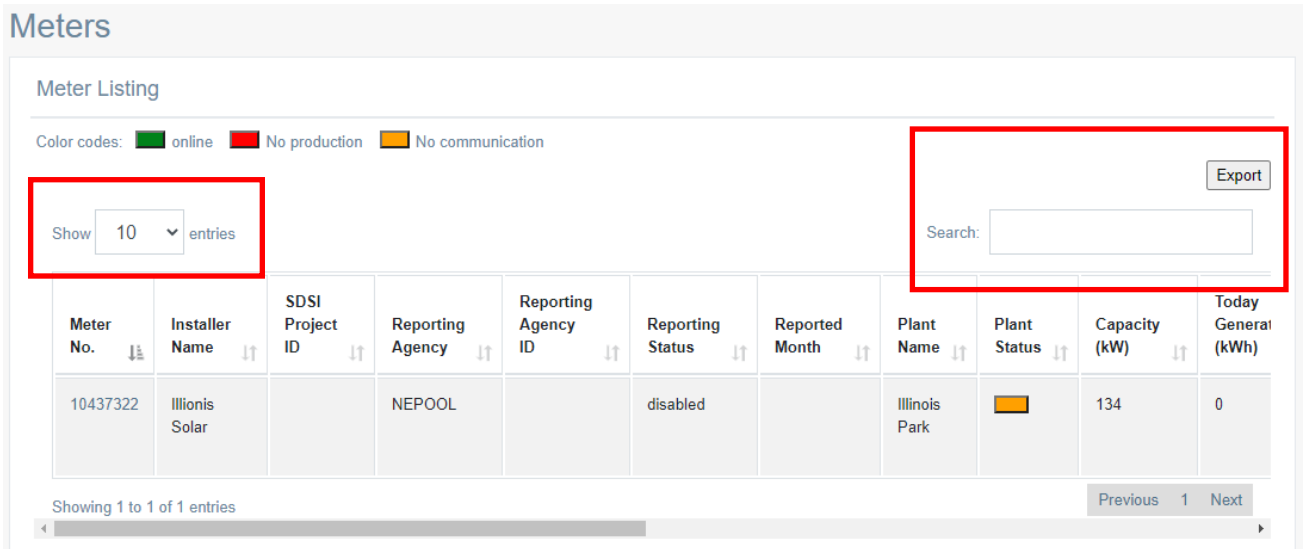 Meters
Meter Listing
Color codes: online No production No communication
Export
Show 10 entries
Search:
Meter No.
Installer Name
SDSI Project ID
Reporting Agency
Reporting Agency ID
Reporting Status
Reported Month
Plant Name
Plant Status
Capacity (kW)
Today Generat (kWh)
10437322
Illionis Solar
NEPOOL
disabled
Illinois Park
134
0
Showing 1 to 1 of 1 entries
Previous 1 Next